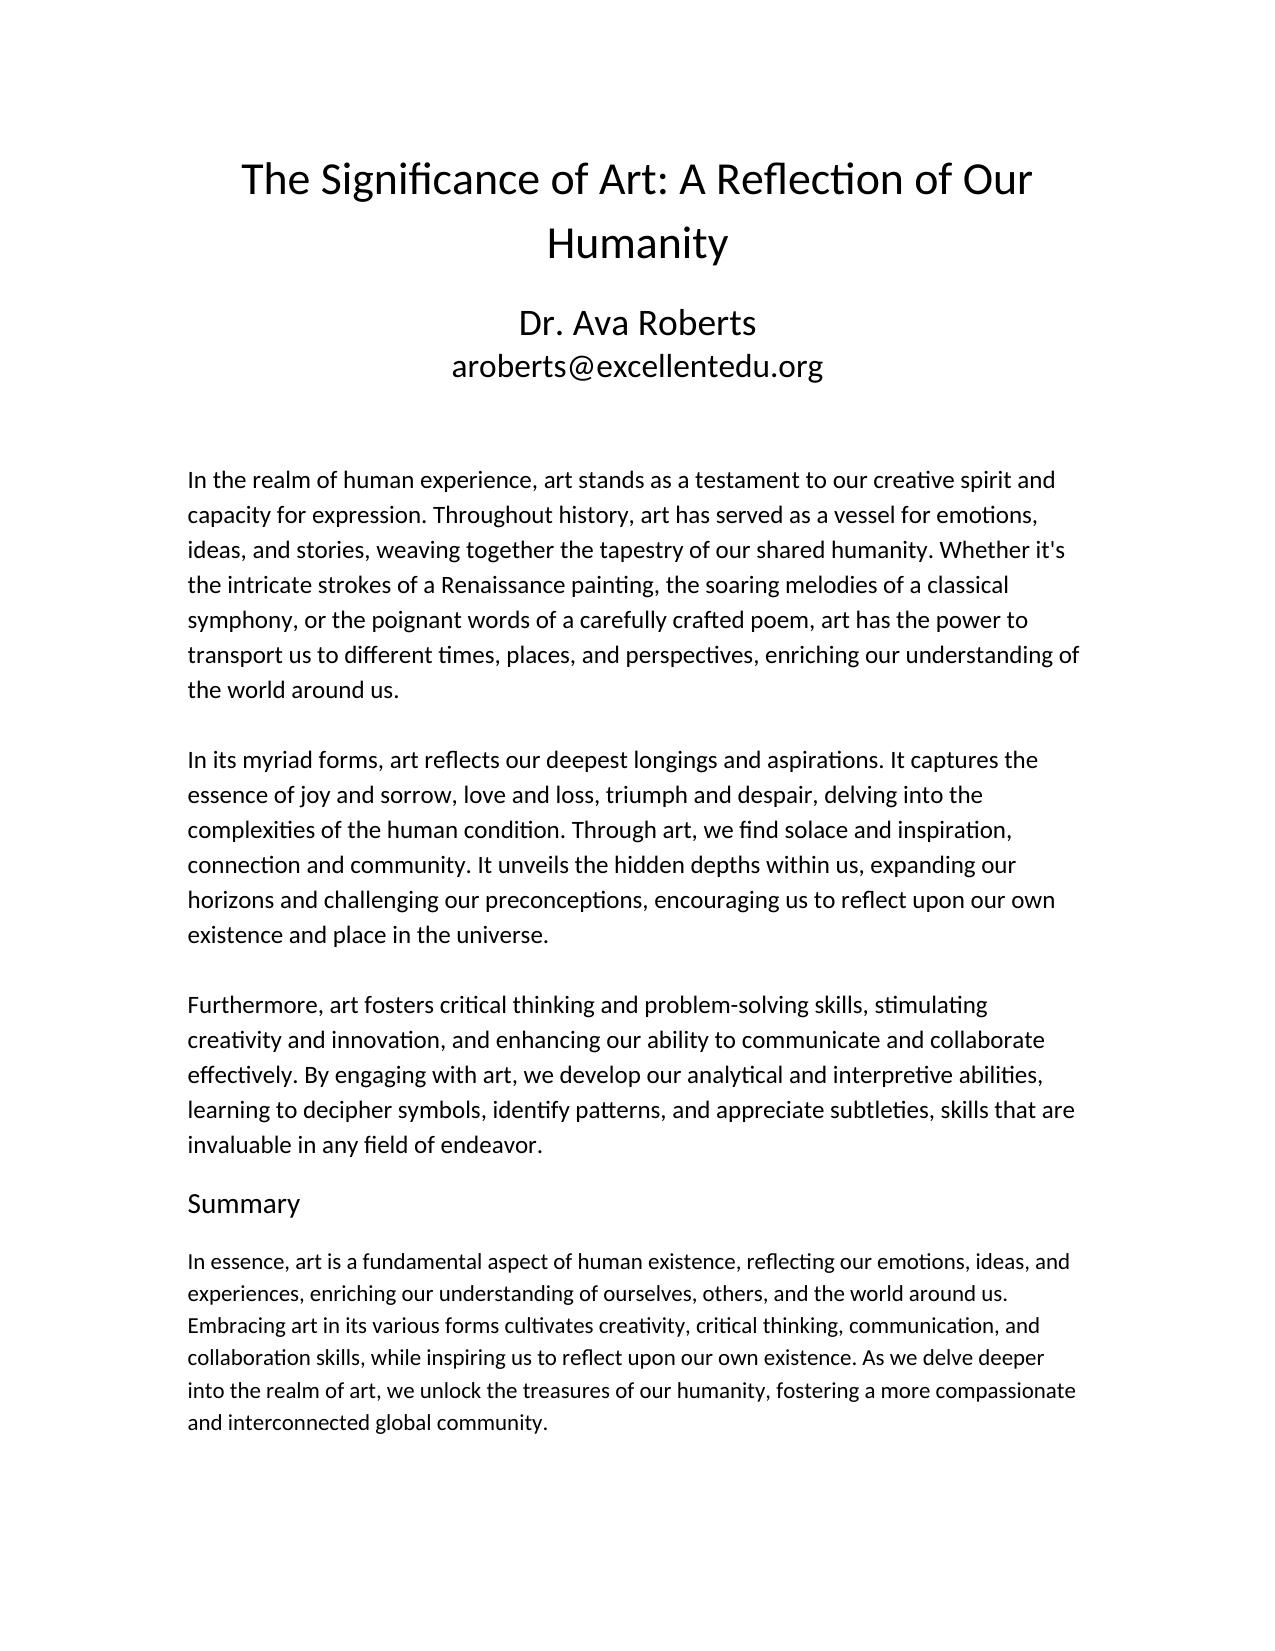 The Significance of Art: A Reflection of Our
Humanity
Dr. Ava Roberts
aroberts@excellentedu.org
In the realm of human experience, art stands as a testament to our creative spirit and
capacity for expression. Throughout history, art has served as a vessel for emotions,
ideas, and stories, weaving together the tapestry of our shared humanity. Whether it's
the intricate strokes of a Renaissance painting, the soaring melodies of a classical
symphony, or the poignant words of a carefully crafted poem, art has the power to
transport us to different times, places, and perspectives, enriching our understanding of
the world around us.
In its myriad forms, art reflects our deepest longings and aspirations. It captures the
essence of joy and sorrow, love and loss, triumph and despair, delving into the
complexities of the human condition. Through art, we find solace and inspiration,
connection and community. It unveils the hidden depths within us, expanding our
horizons and challenging our preconceptions, encouraging us to reflect upon our own
existence and place in the universe.
Furthermore, art fosters critical thinking and problem-solving skills, stimulating
creativity and innovation, and enhancing our ability to communicate and collaborate
effectively. By engaging with art, we develop our analytical and interpretive abilities,
learning to decipher symbols, identify patterns, and appreciate subtleties, skills that are
invaluable in any field of endeavor.
Summary
In essence, art is a fundamental aspect of human existence, reflecting our emotions, ideas, and
experiences, enriching our understanding of ourselves, others, and the world around us.
Embracing art in its various forms cultivates creativity, critical thinking, communication, and
collaboration skills, while inspiring us to reflect upon our own existence. As we delve deeper
into the realm of art, we unlock the treasures of our humanity, fostering a more compassionate
and interconnected global community.